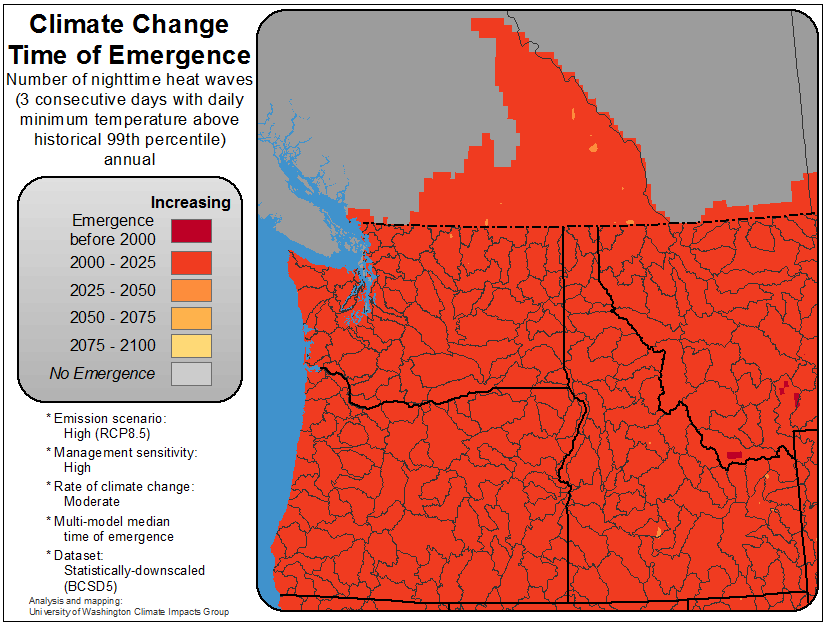 Climate Change
Time of Emergence
Number of nighttime heat waves
(3 consecutive days with daily
minimum temperature above
historical 99th percentile)
annual
Increasing
Emergence
before 2000
2000 - 2025
2025 - 2050
2050 - 2075
2075 - 2100
No Emergence
* Emission scenario:
High (RCP8.5)
* Management sensitivity:
High
* Rate of climate change:
Moderate
* Multi-model median
time of emergence
* Dataset:
Statistically-downscaled
(BCSD5)
Analysis and mapping:
University of Washington Climate Impacts Group